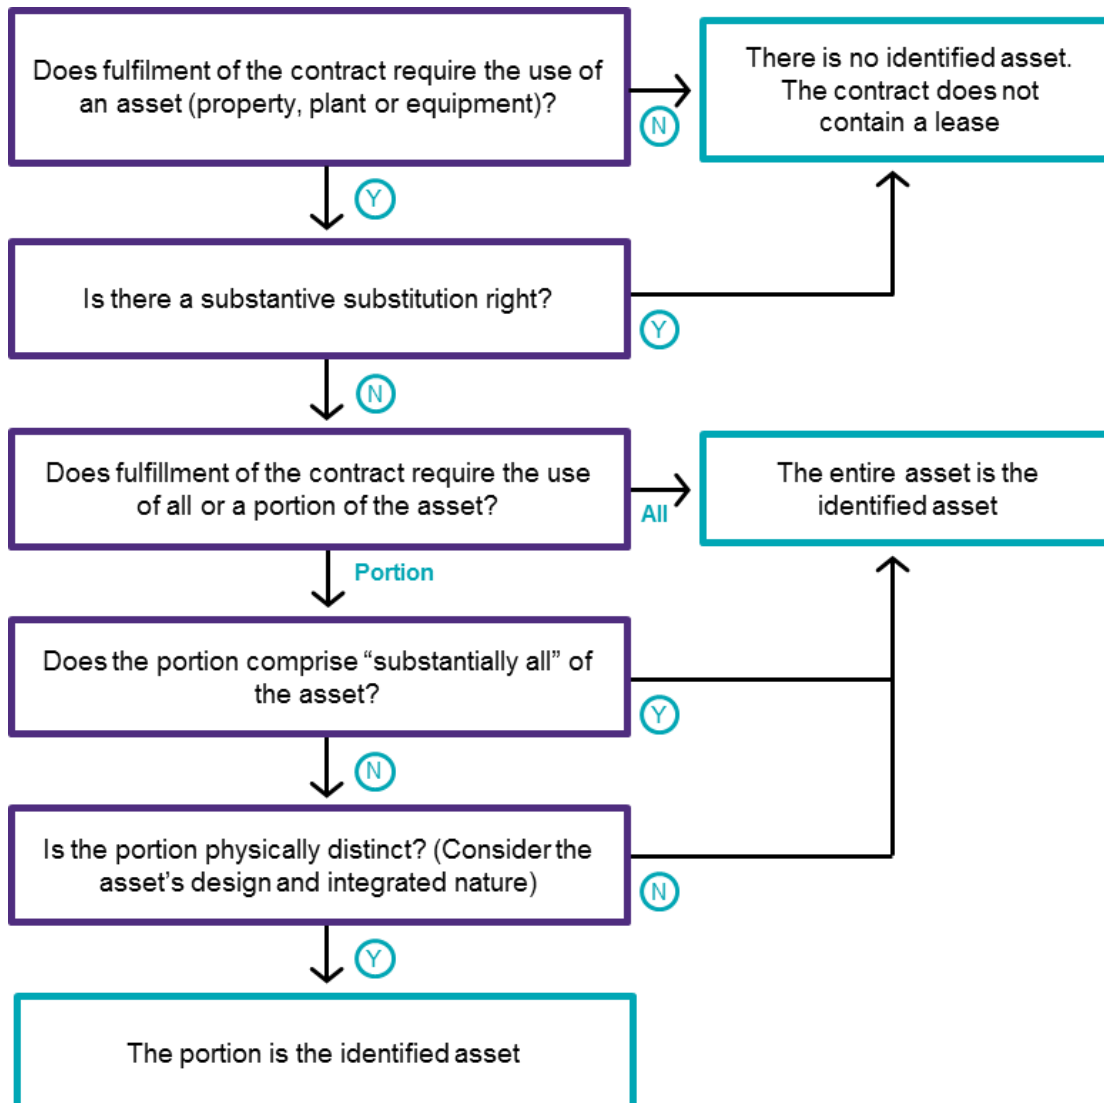 Does fulfilment of the contract require the use of
an asset (property, plant or equipment)?
N
There is no identified asset.
The contract does not
contain a lease
Y
Is there a substantive substitution right?
Y
N
Does fulfillment of the contract require the use
of all or a portion of the asset?
All
The entire asset is the
identified asset
Portion
Does the portion comprise “substantially all” of
the asset?
Y
N
Is the portion physically distinct? (Consider the
asset’s design and integrated nature)
N
Y
The portion is the identified asset